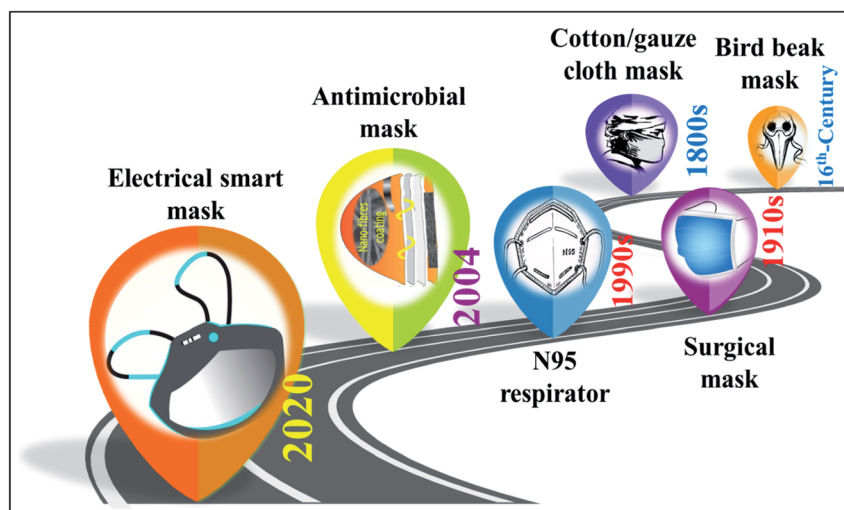 Cotton/gauze
cloth mask
1800s
Bird beak
mask
16th-Century
Antimicrobial
mask
Nano-fibres
coating
2004
Electrical smart
mask
2020
N95
1990s
N95
respirator
1910s
Surgical
mask